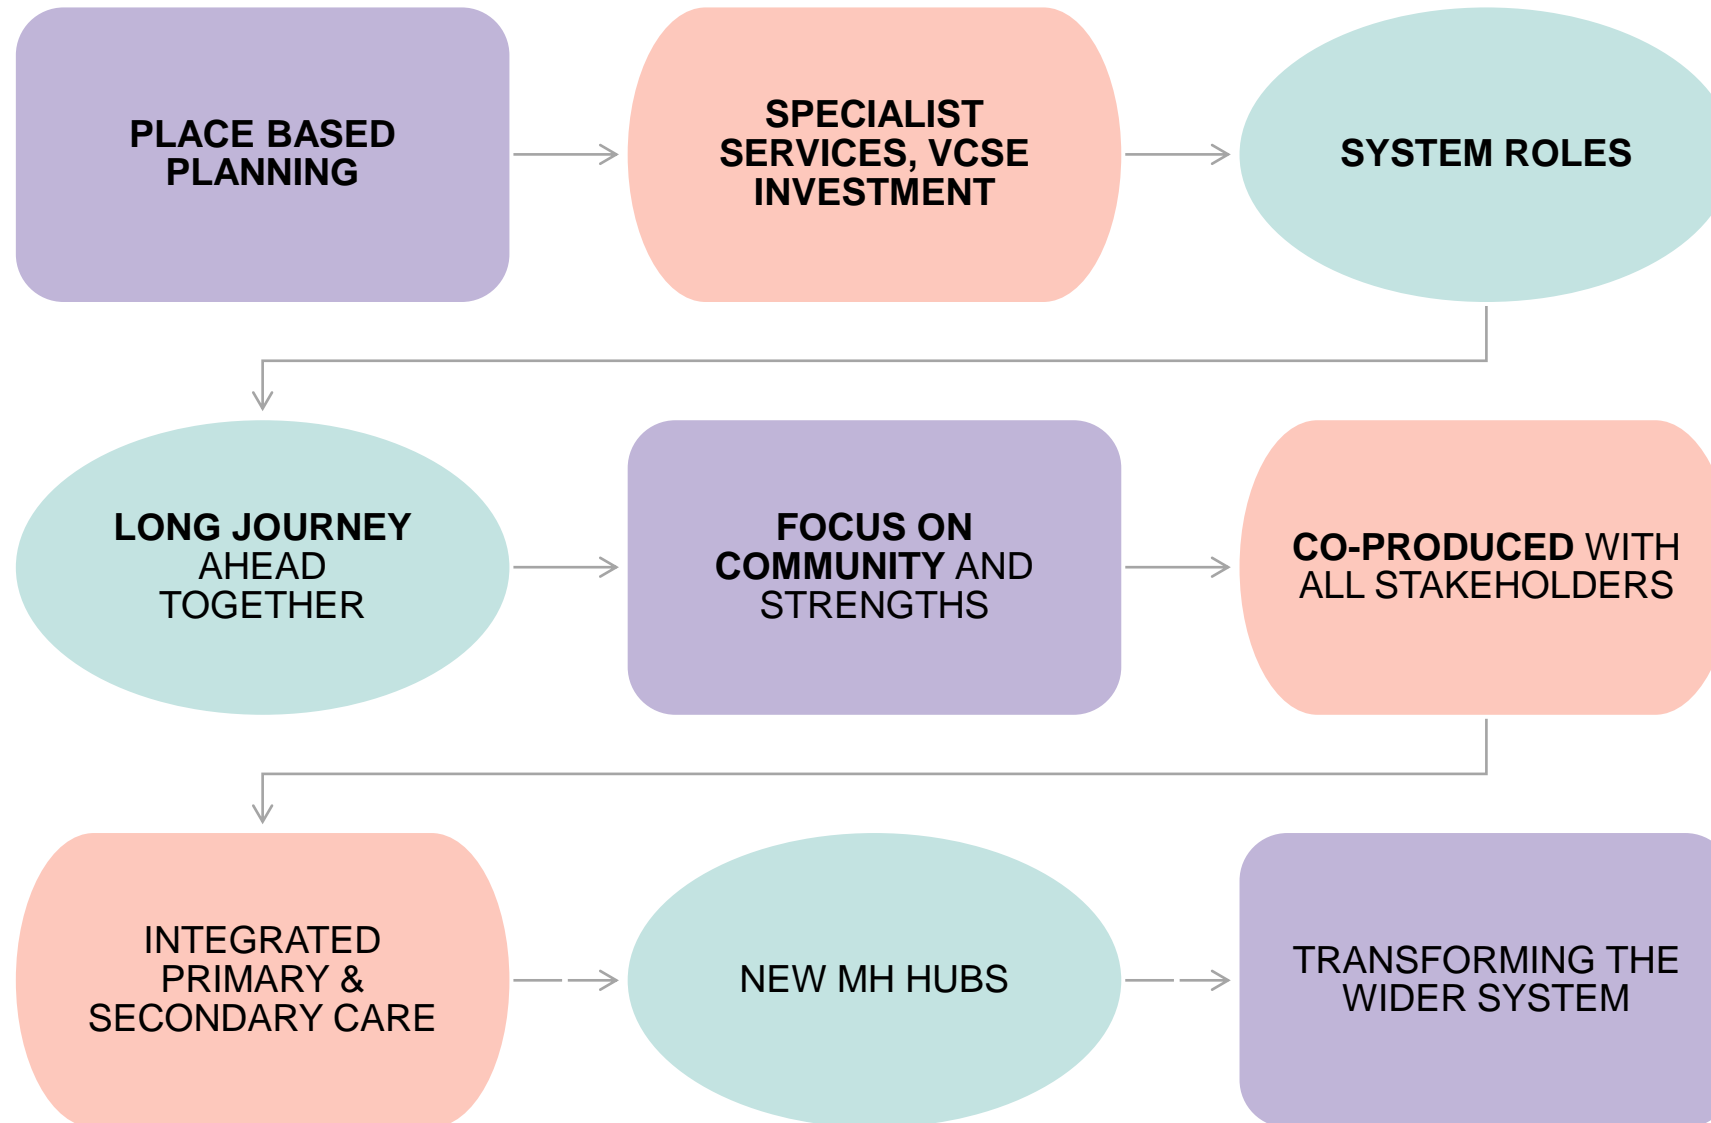 PLACE BASED
PLANNING
SPECIALIST
SERVICES, VCSE
INVESTMENT
SYSTEM ROLES
LONG JOURNEY
AHEAD
TOGETHER
FOCUS ON
COMMUNITY AND
STRENGTHS
CO-PRODUCED WITH
ALL STAKEHOLDERS
INTEGRATED
PRIMARY &
SECONDARY CARE
NEW MH HUBS
TRANSFORMING THE
WIDER SYSTEM